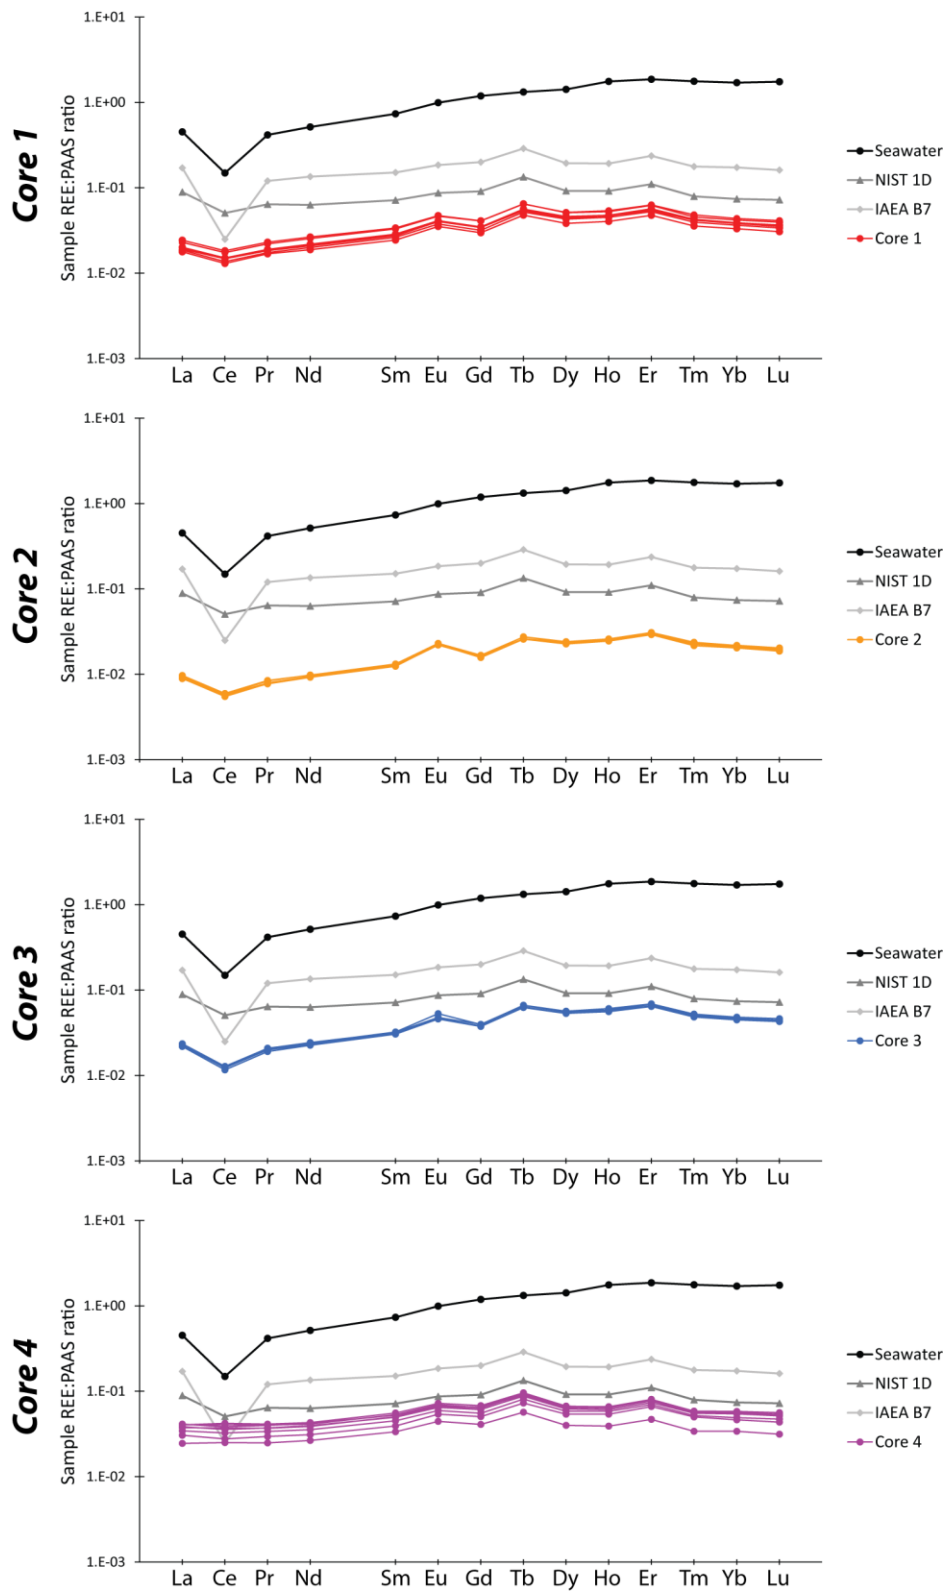 Core 1
Sample REE:PAAS ratio
1.E+01
1.E+00
1.E-01
1.E-02
1.E-03
La Ce Pr Nd Sm Eu Gd Tb Dy Ho Er Tm Yb Lu
Seawater
NIST 1D
IAEA B7
Core 1
Core 2
Sample REE:PAAS ratio
1.E+01
1.E+00
1.E-01
1.E-02
1.E-03
La Ce Pr Nd Sm Eu Gd Tb Dy Ho Er Tm Yb Lu
Seawater
NIST 1D
IAEA B7
Core 2
Core 3
Sample REE:PAAS ratio
1.E+01
1.E+00
1.E-01
1.E-02
1.E-03
La Ce Pr Nd Sm Eu Gd Tb Dy Ho Er Tm Yb Lu
Seawater
NIST 1D
IAEA B7
Core 3
Core 4
Sample REE:PAAS ratio
1.E+01
1.E+00
1.E-01
1.E-02
1.E-03
La Ce Pr Nd Sm Eu Gd Tb Dy Ho Er Tm Yb Lu
Seawater
NIST 1D
IAEA B7
Core 4